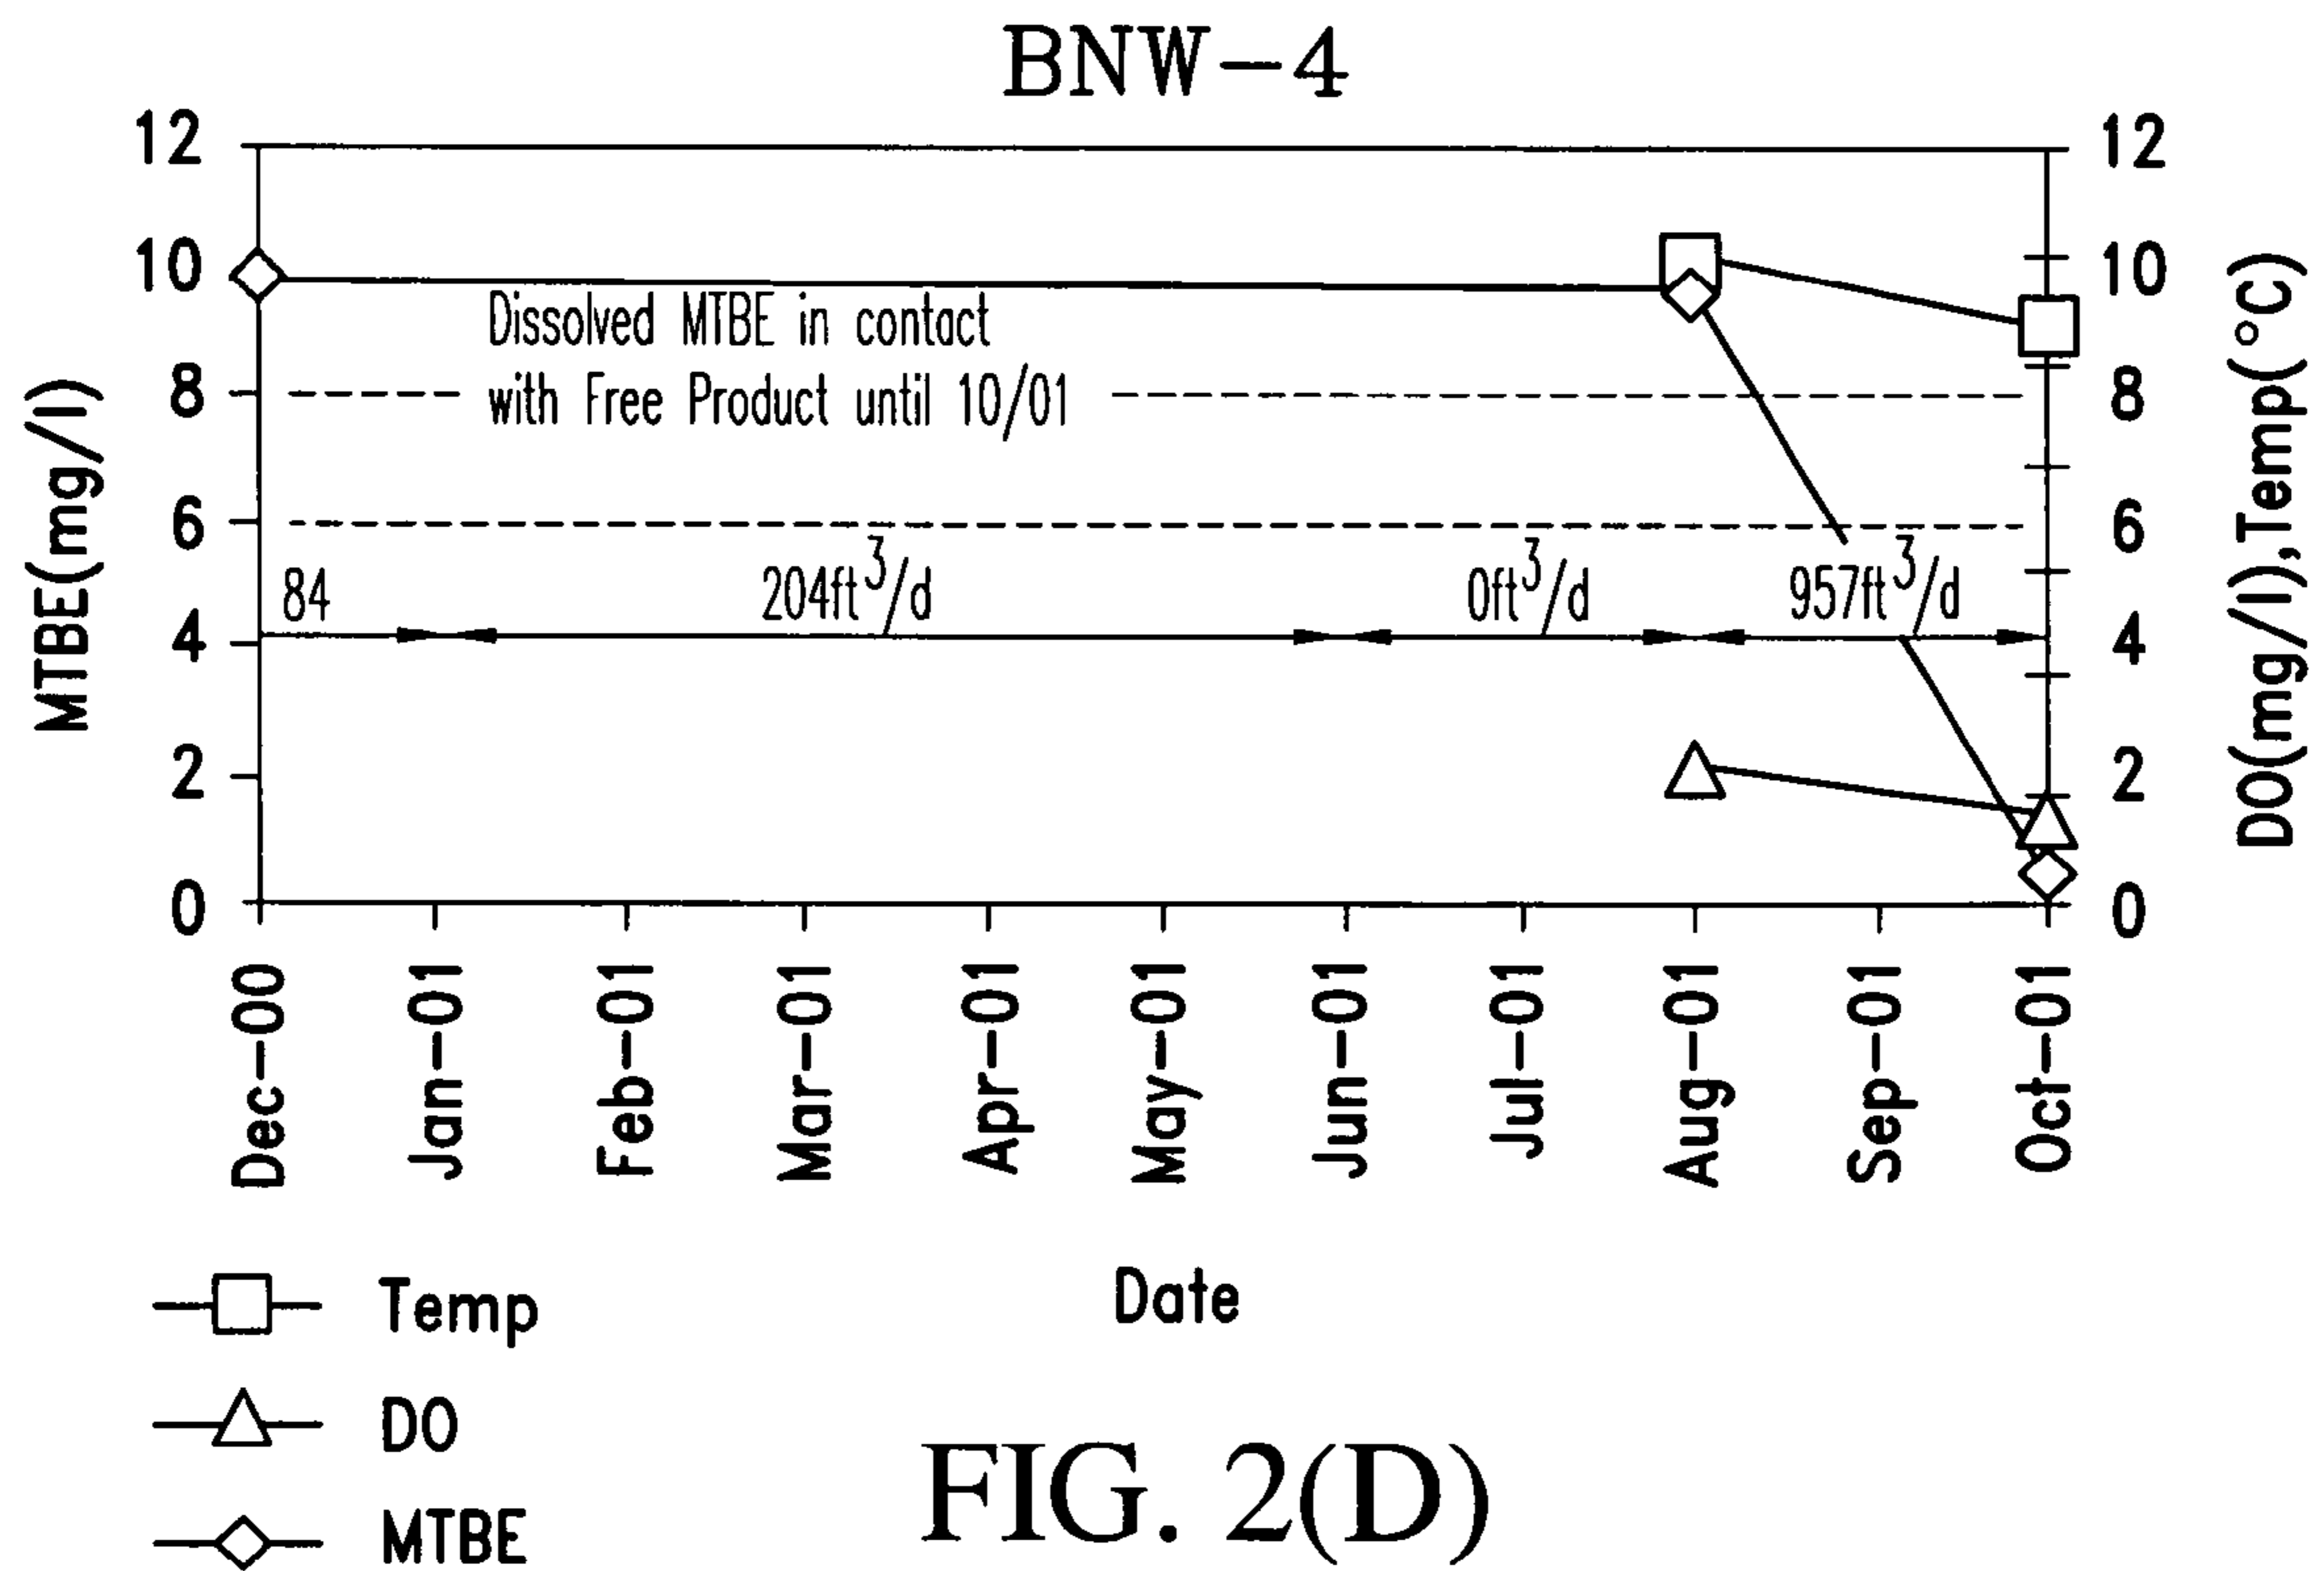 BNW-4
12
10
8
6
4
2
0
MTBE(mg/l)
12
10
8
6
4
2
0
DO(mg/l),Temp(°C)
Dissolved MTBE in contact
with Free Product until 10/01
84
204ft³/d
0ft³/d
957ft³/d
Dec-00
Jan-01
Feb-01
Mar-01
Apr-01
May-01
Jun-01
Jul-01
Aug-01
Sep-01
Oct-01
Date
Temp
DO
MTBE
FIG. 2(D)